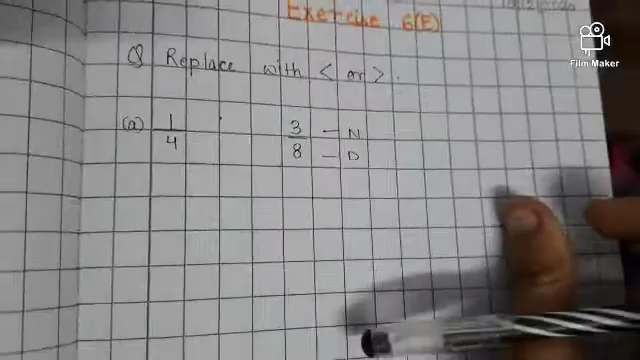 Exercise 6(E)
Film Maker
Q Replace with < or >.
(a) 1/4 3/8 – N
– D